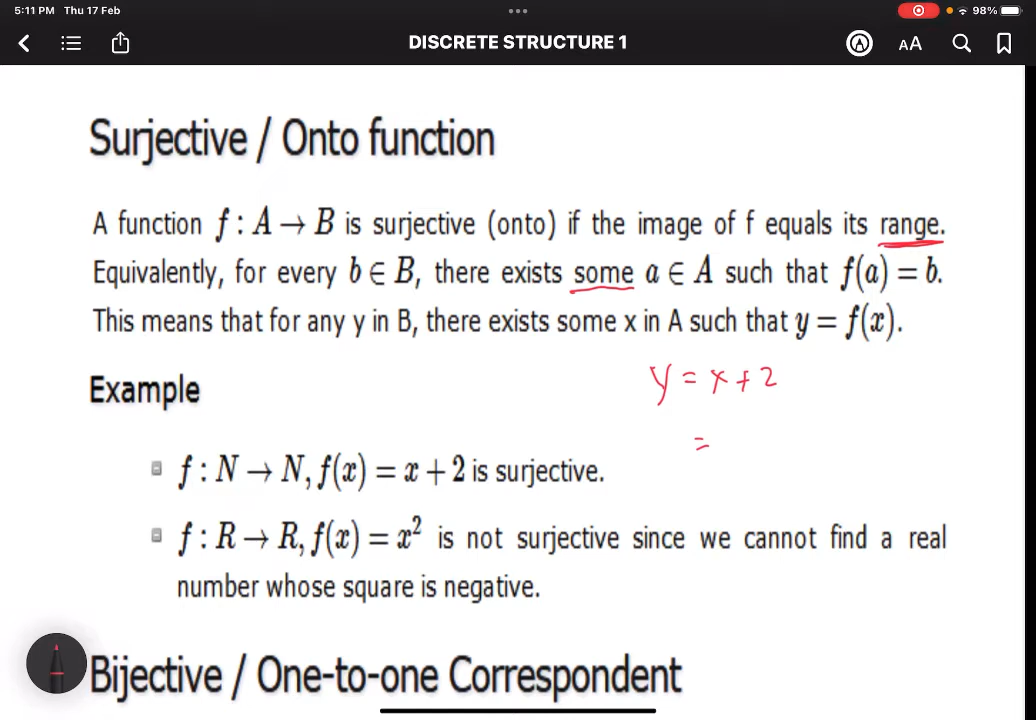 5:11 PM Thu 17 Feb
98%
DISCRETE STRUCTURE 1
AA
Surjective / Onto function
A function f : A → B is surjective (onto) if the image of f equals its range.
Equivalently, for every b ∈ B, there exists some a ∈ A such that f(a) = b.
This means that for any y in B, there exists some x in A such that y = f(x).
y = x + 2
Example
=
f : N → N, f(x) = x + 2 is surjective.
f : R → R, f(x) = x² is not surjective since we cannot find a real
number whose square is negative.
Bijective / One-to-one Correspondent